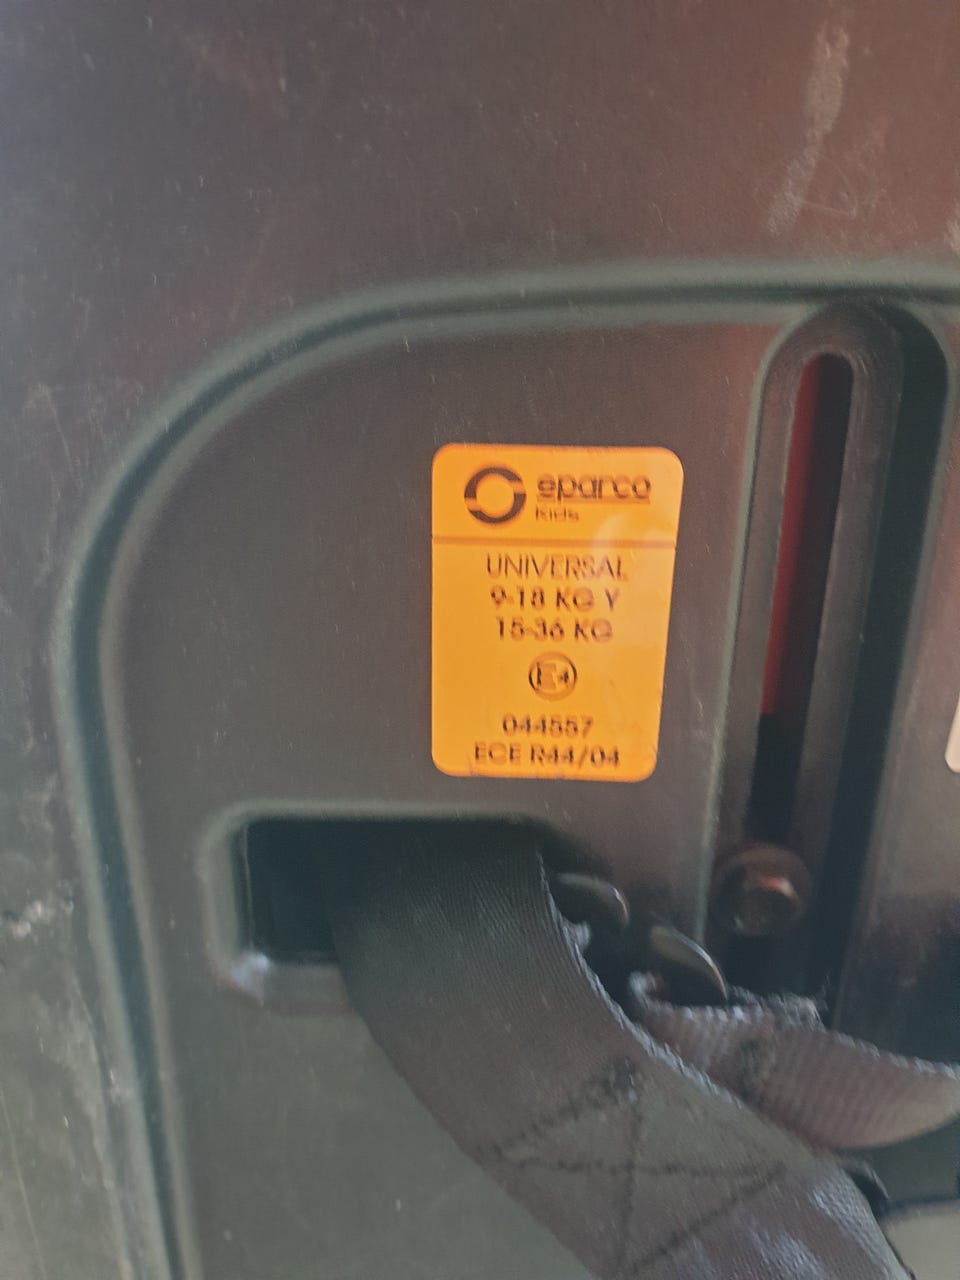 sparco
kids
UNIVERSAL
9-18 KG Y
15-36 KG
E4
044557
ECE R44/04